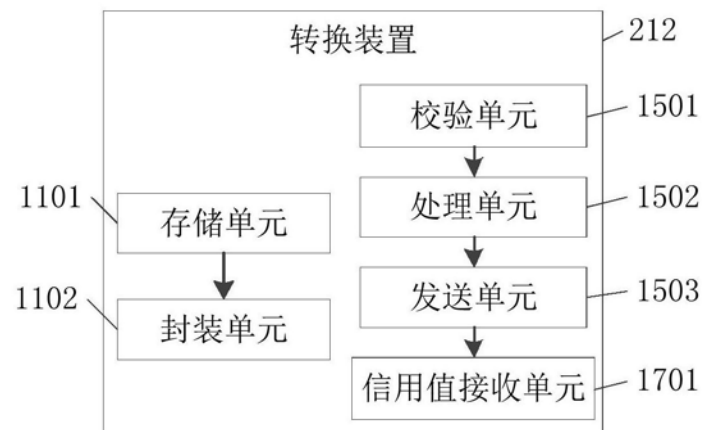 转换装置
212
校验单元
1501
1101
存储单元
处理单元
1502
1102
封装单元
发送单元
1503
信用值接收单元
1701